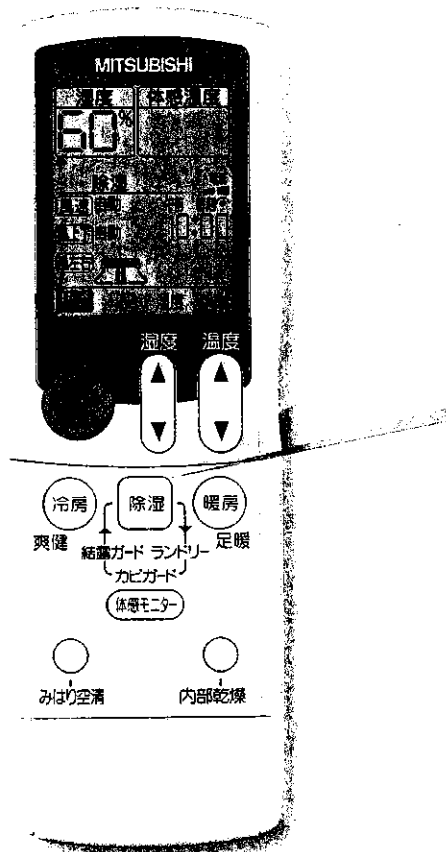 MITSUBISHI
湿度 体感温度
60%
除湿
風速
湿度 温度
冷房 除湿 暖房
爽健 足暖
結露ガード ランドリー
カビガード
体感モニター
みはり空清 内部乾燥